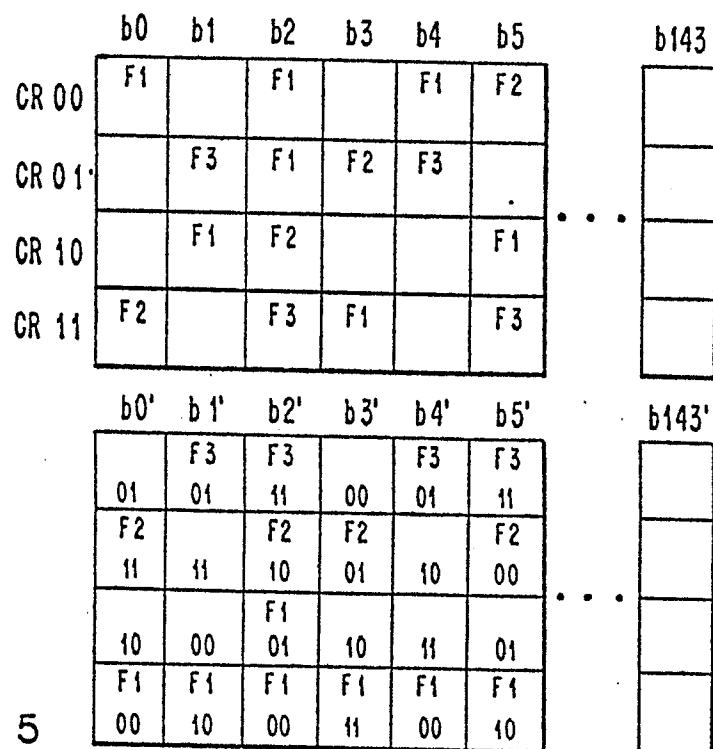 b0 b1 b2 b3 b4 b5 b143
CR 00 F1 F1 F1 F2
CR 01 F3 F1 F2 F3
CR 10 F1 F2 F1
CR 11 F2 F3 F1 F3
b0' b1' b2' b3' b4' b5' b143'
F3 F3 F3 F3
01 01 11 00 01 11
F2 F2 F2 F2
11 11 10 01 10 00
F1
10 00 01 10 11 01
F1 F1 F1 F1 F1 F1
00 10 00 11 00 10
5